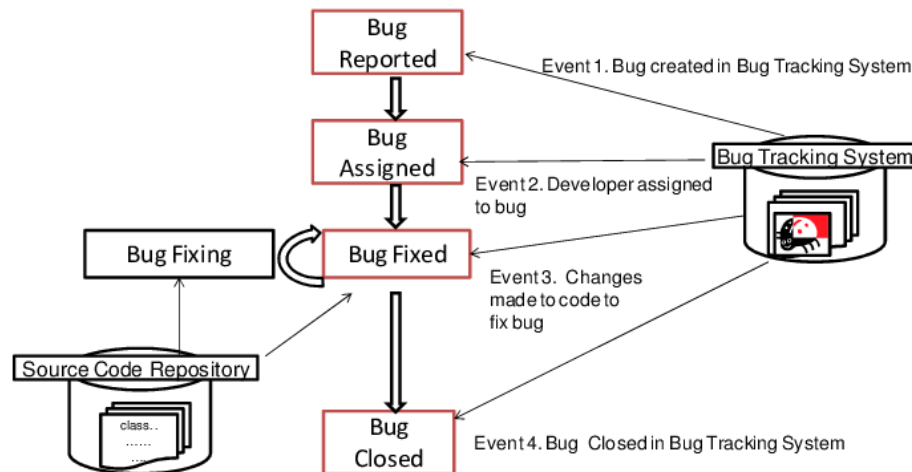 Bug
Reported
Event 1. Bug created in Bug Tracking System
Bug
Assigned
Bug Tracking System
Event 2. Developer assigned
to bug
Bug Fixing
Bug Fixed
Event 3. Changes
made to code to
fix bug
Source Code Repository
class..
......
....
Bug
Closed
Event 4. Bug Closed in Bug Tracking System